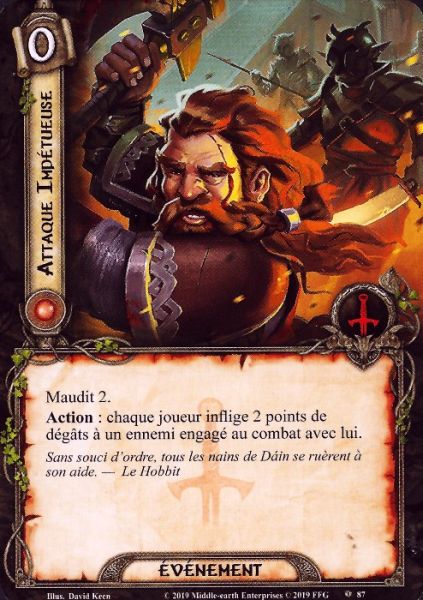 0
ATTAQUE IMPÉTUEUSE
Maudit 2.
Action : chaque joueur inflige 2 points de
dégâts à un ennemi engagé au combat avec lui.
Sans souci d'ordre, tous les nains de Dáin se ruèrent à
son aide. — Le Hobbit
ÉVÉNEMENT
Illus. David Keen
© 2019 Middle-earth Enterprises © 2019 FFG
87